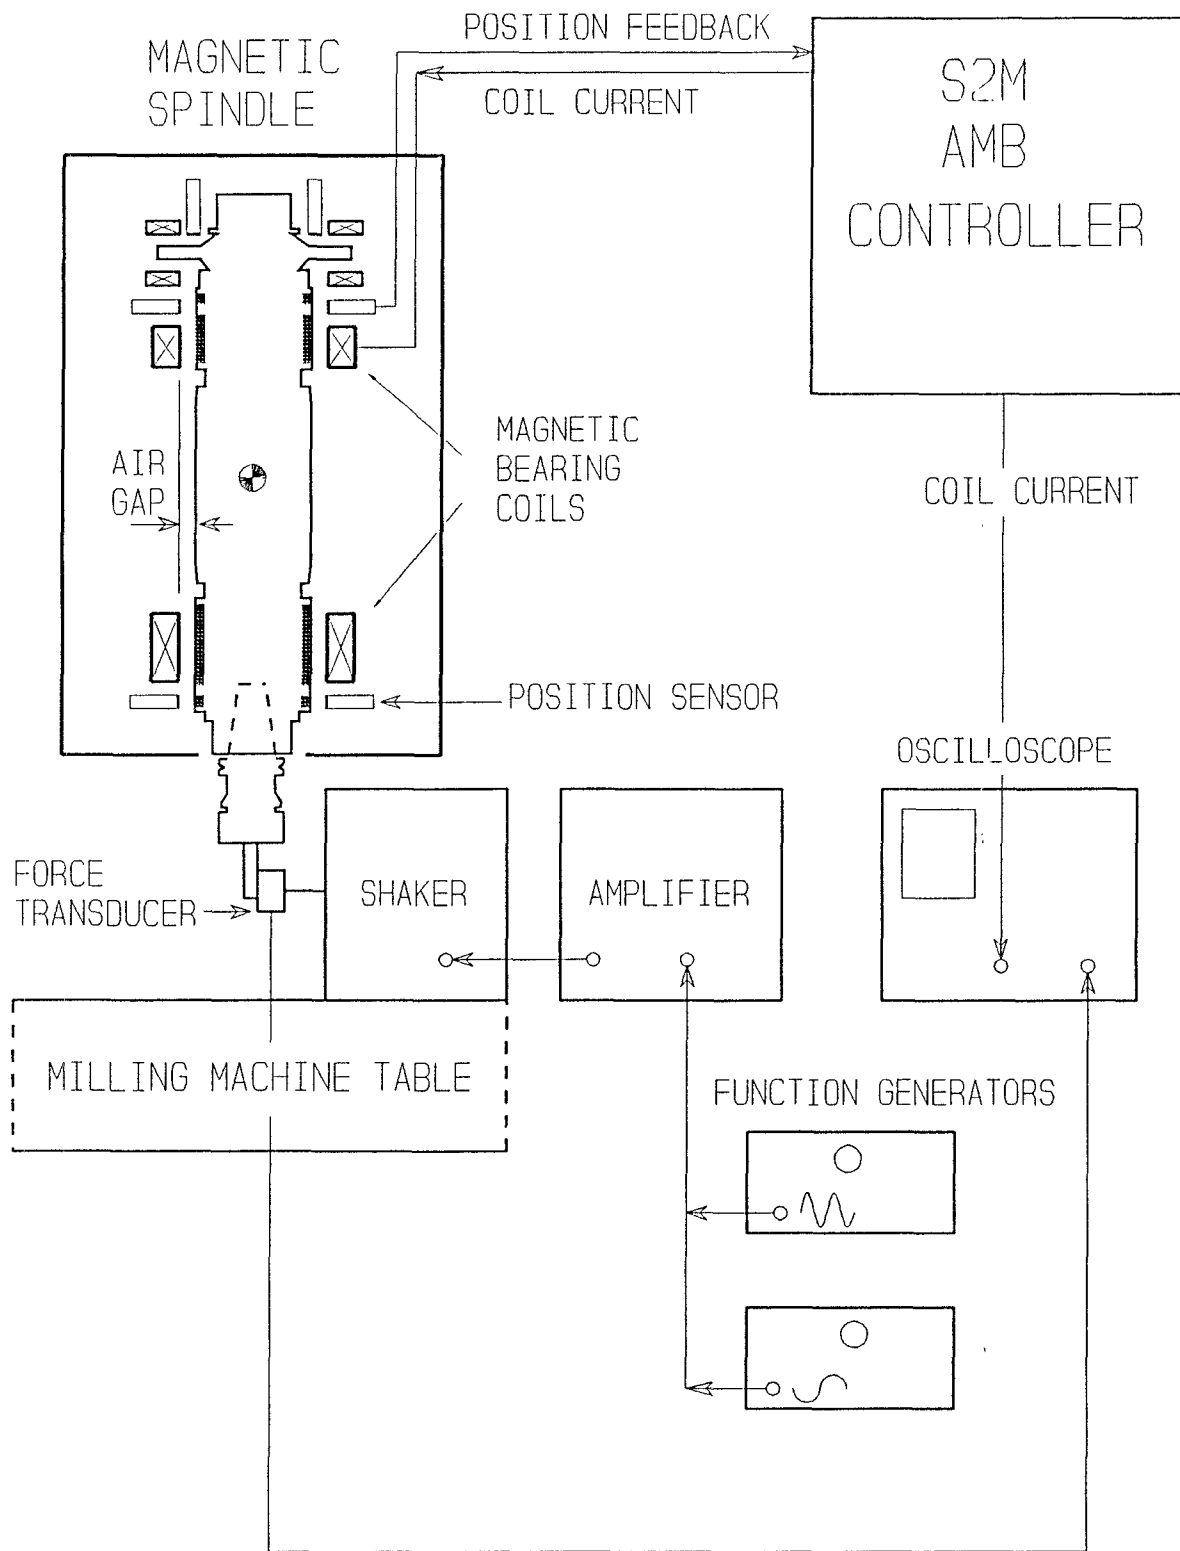 POSITION FEEDBACK
MAGNETIC
SPINDLE
COIL CURRENT
S2M
AMB
CONTROLLER
AIR
GAP
MAGNETIC
BEARING
COILS
COIL CURRENT
POSITION SENSOR
OSCILLOSCOPE
FORCE
TRANSDUCER
SHAKER
AMPLIFIER
MILLING MACHINE TABLE
FUNCTION GENERATORS